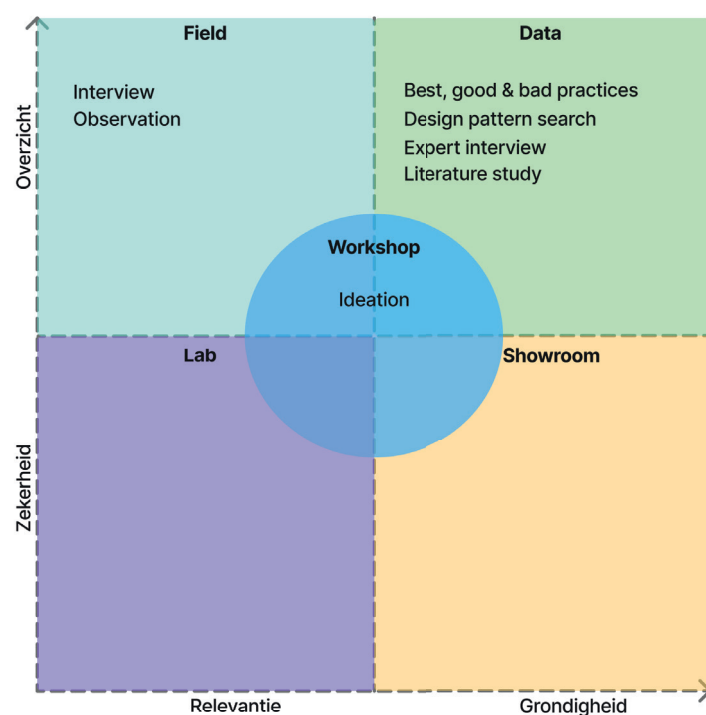 Field
Data
Interview
Observation
Best, good & bad practices
Design pattern search
Expert interview
Literature study
Overzicht
Workshop
Ideation
Lab
Showroom
Zekerheid
Relevantie
Grondigheid